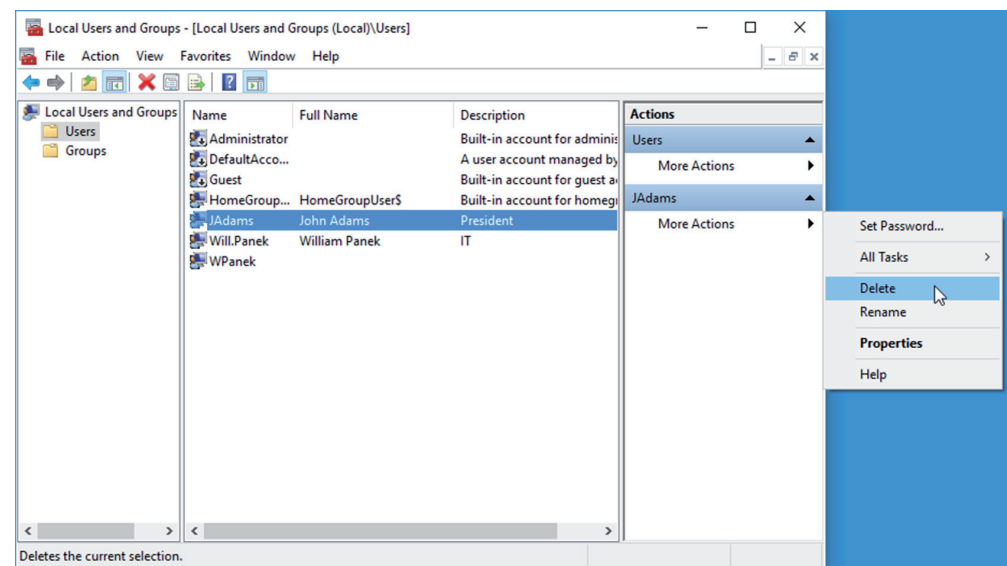 Local Users and Groups - [Local Users and Groups (Local)\Users]
File Action View Favorites Window Help
Local Users and Groups
Users
Groups
Name Full Name Description
Administrator Built-in account for adminis
DefaultAcco... A user account managed by
Guest Built-in account for guest a
HomeGroup... HomeGroupUser$ Built-in account for homegr
JAdams John Adams President
Will.Panek William Panek IT
WPanek
Actions
Users
More Actions
JAdams
More Actions
Set Password...
All Tasks
Delete
Rename
Properties
Help
Deletes the current selection.